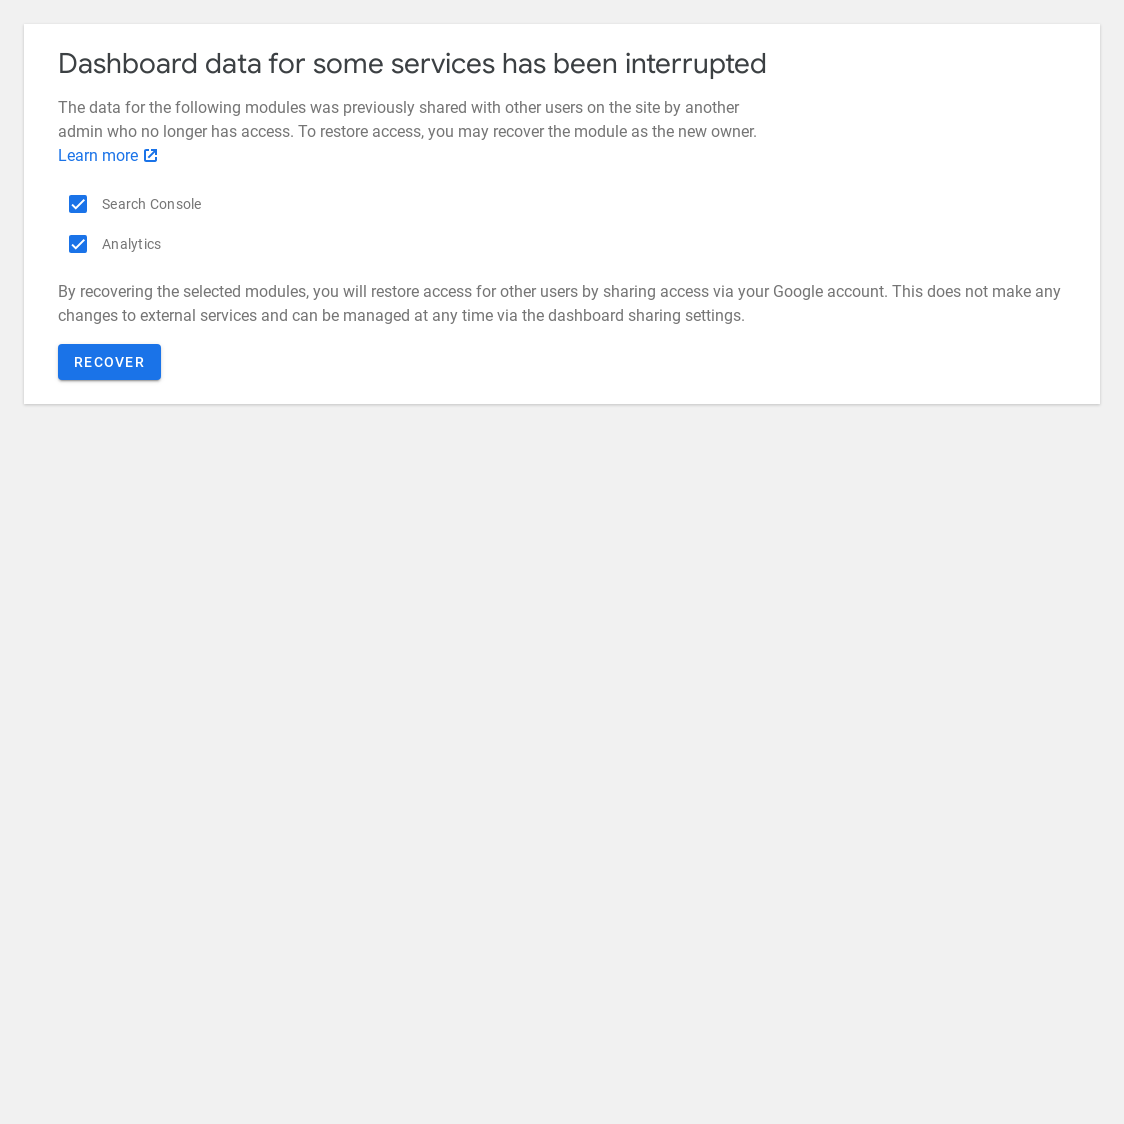 Dashboard data for some services has been interrupted
The data for the following modules was previously shared with other users on the site by another
admin who no longer has access. To restore access, you may recover the module as the new owner.
Learn more
Search Console
Analytics
By recovering the selected modules, you will restore access for other users by sharing access via your Google account. This does not make any
changes to external services and can be managed at any time via the dashboard sharing settings.
RECOVER